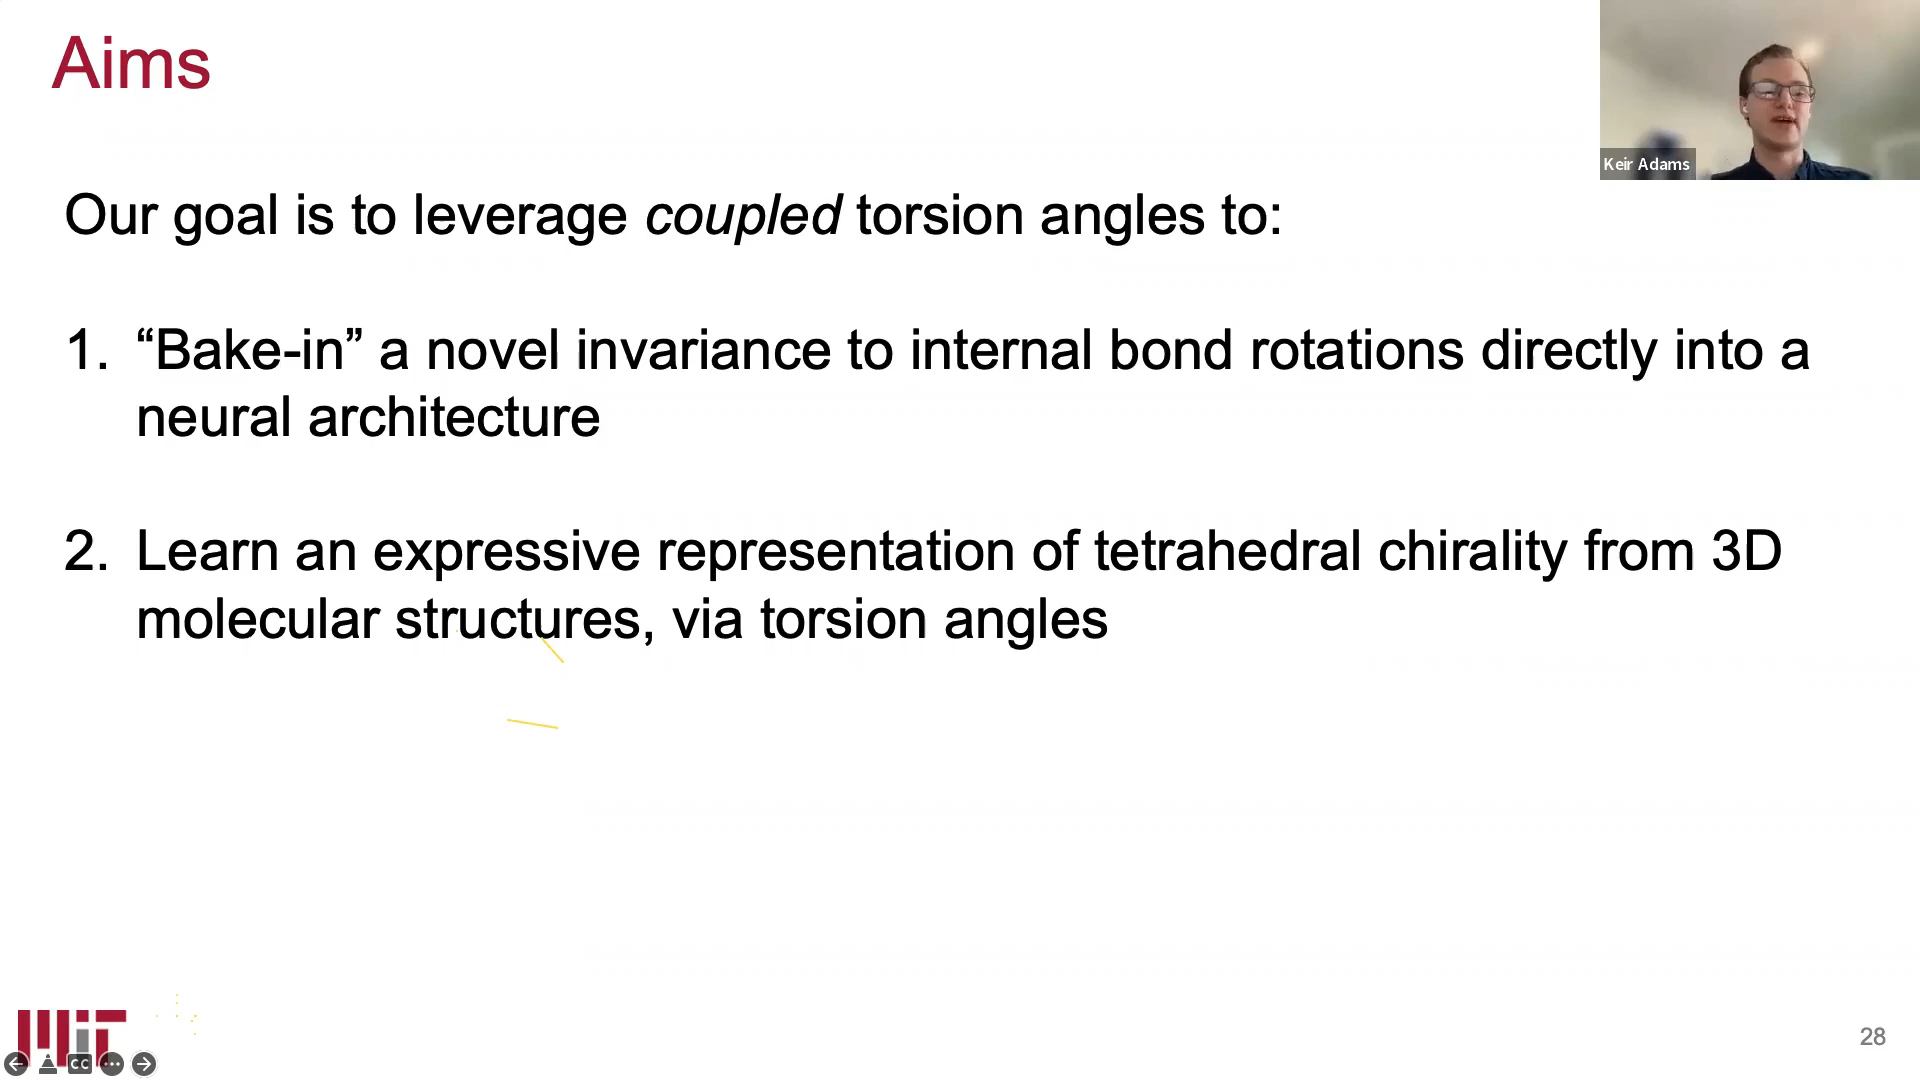 Aims
Keir Adams
Our goal is to leverage coupled torsion angles to:
1. “Bake-in” a novel invariance to internal bond rotations directly into a
neural architecture
2. Learn an expressive representation of tetrahedral chirality from 3D
molecular structures, via torsion angles
MIT
CC
28